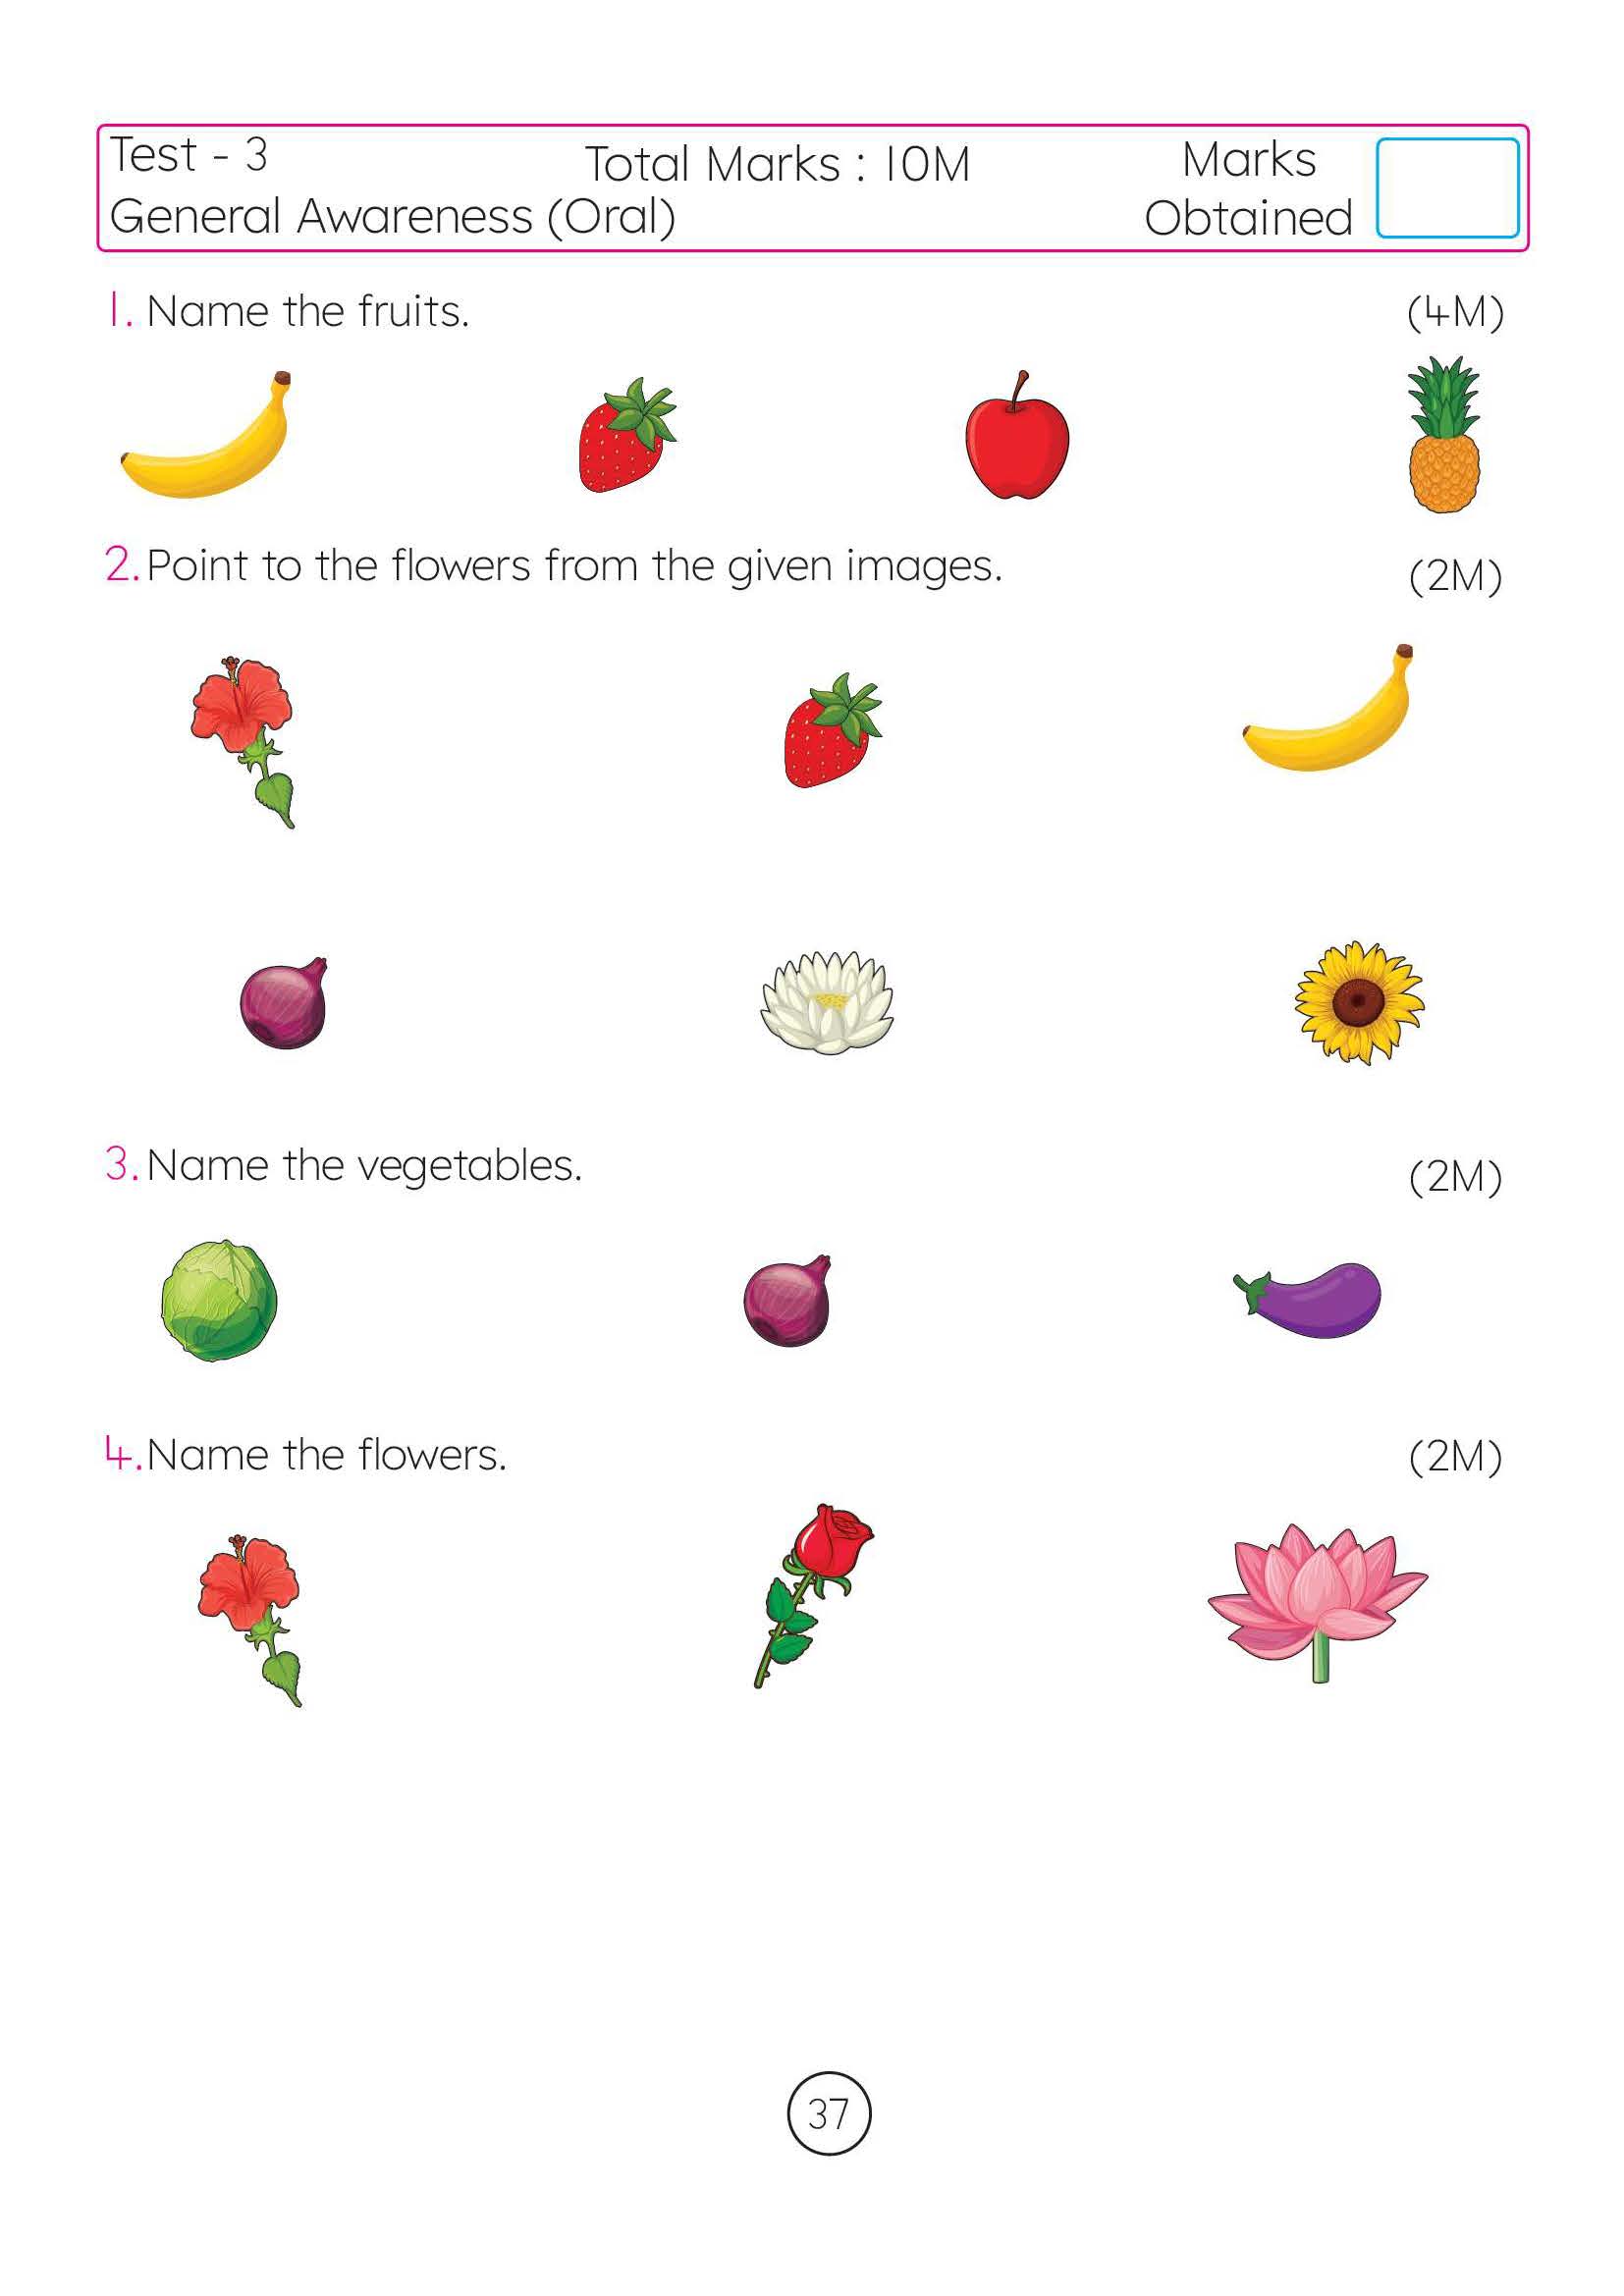 Test - 3
General Awareness (Oral)
Total Marks : 10M
Marks
Obtained
1. Name the fruits. (4M)
2. Point to the flowers from the given images. (2M)
3. Name the vegetables. (2M)
4. Name the flowers. (2M)
37